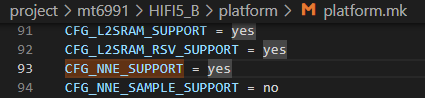 project > mt6991 > HIFI5_B > platform > M platform.mk
91 CFG_L2SRAM_SUPPORT = yes
92 CFG_L2SRAM_RSV_SUPPORT = yes
93 CFG_NNE_SUPPORT = yes
94 CFG_NNE_SAMPLE_SUPPORT = no